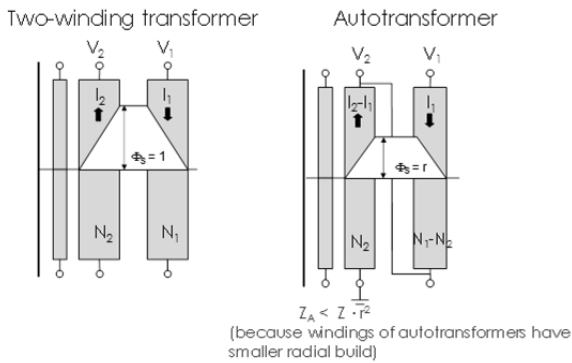 Two-winding transformer
V₂ V₁
I₂ I₁
Φₛ = 1
N₂ N₁
Autotransformer
V₂ V₁
I₂-I₁ I₁
Φₛ = r
N₂ N₁-N₂
Z_A < Z · r²
(because windings of autotransformers have
smaller radial build)